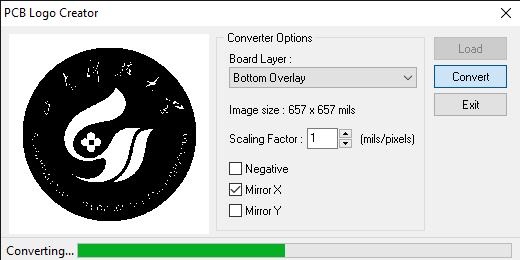 PCB Logo Creator
Converter Options
Board Layer :
Bottom Overlay
Image size : 657 x 657 mils
Scaling Factor : 1 (mils/pixels)
Negative
Mirror X
Mirror Y
Load
Convert
Exit
Converting...